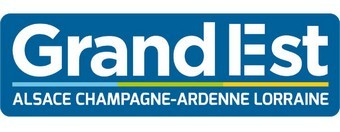 Grand Est
ALSACE CHAMPAGNE-ARDENNE LORRAINE